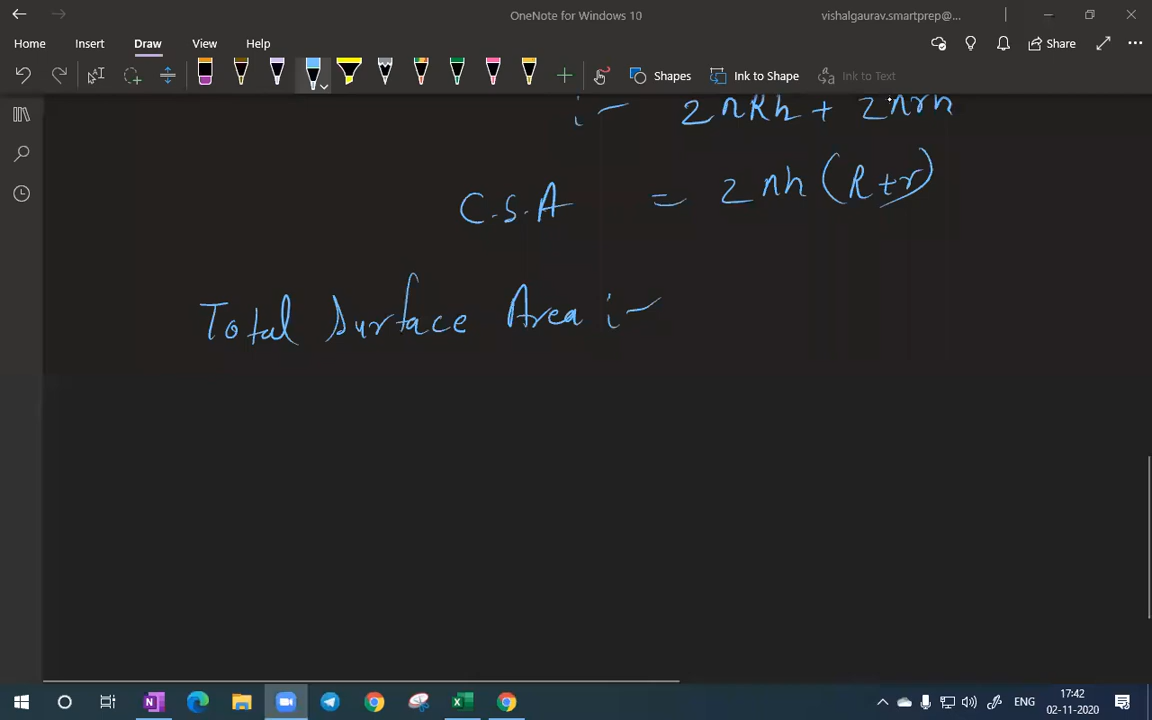 OneNote for Windows 10
vishalgaurav.smartprep@...
Home Insert Draw View Help
Share
Shapes Ink to Shape Ink to Text
:- 2πRh + 2πrh
C.S.A = 2πh (R+r)
Total Surface Area :-
ENG
17:42
02-11-2020